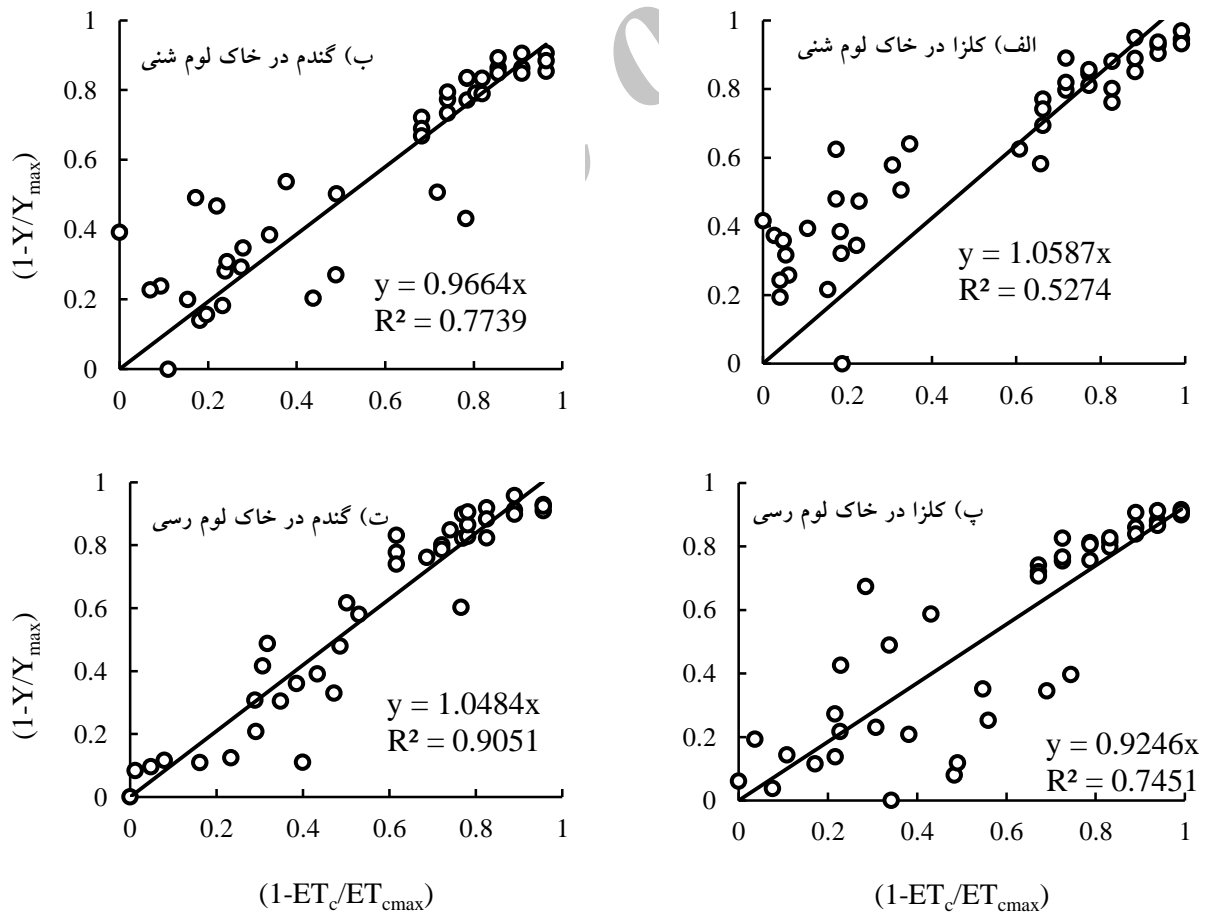 الف) کلزا در خاک لوم شنی
1
0.8
0.6
0.4
0.2
0
0 0.2 0.4 0.6 0.8 1
y = 1.0587x
R² = 0.5274
ب) گندم در خاک لوم شنی
(1-Y/Ymax)
1
0.8
0.6
0.4
0.2
0
0 0.2 0.4 0.6 0.8 1
y = 0.9664x
R² = 0.7739
پ) کلزا در خاک لوم رسی
1
0.8
0.6
0.4
0.2
0
0 0.2 0.4 0.6 0.8 1
y = 0.9246x
R² = 0.7451
(1-ETc/ETcmax)
ت) گندم در خاک لوم رسی
(1-Y/Ymax)
1
0.8
0.6
0.4
0.2
0
0 0.2 0.4 0.6 0.8 1
y = 1.0484x
R² = 0.9051
(1-ETc/ETcmax)